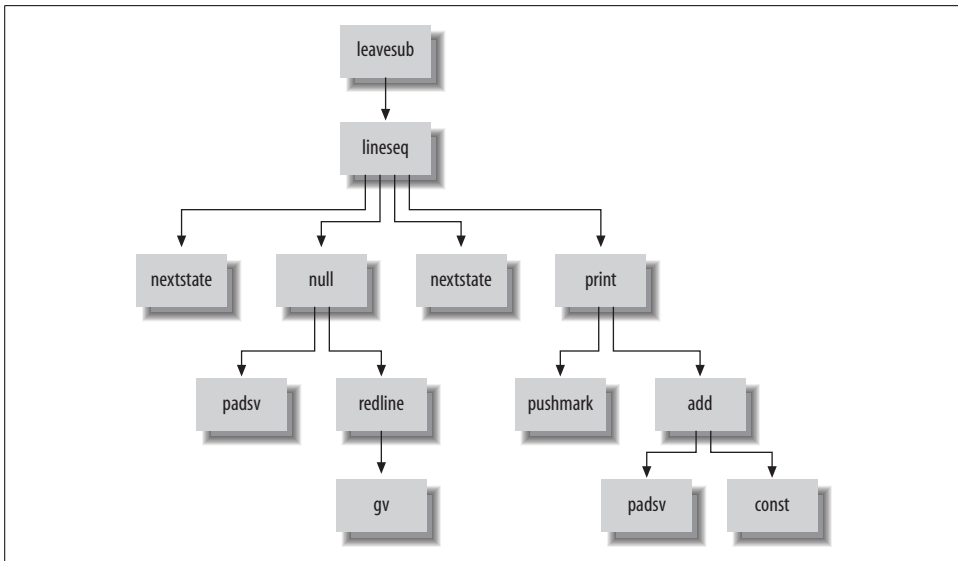 leavesub
lineseq
nextstate
null
nextstate
print
padsv
redline
pushmark
add
gv
padsv
const